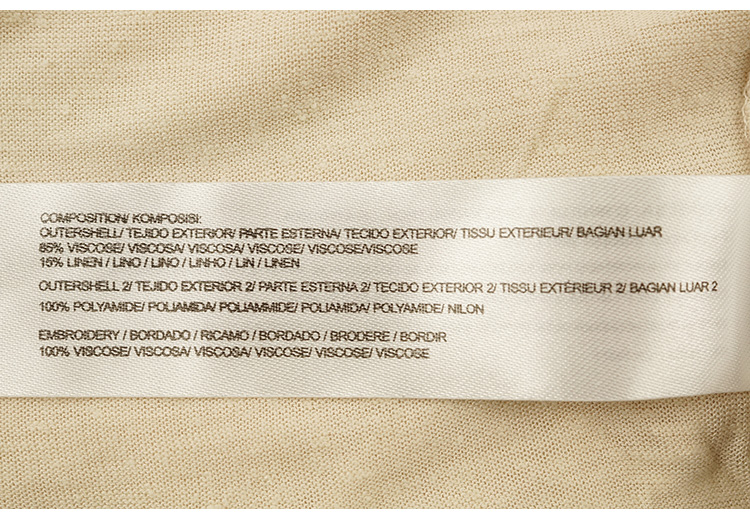 COMPOSITION/ KOMPOSISI:
OUTERSHELL/ TEJIDO EXTERIOR/ PARTE ESTERNA/ TECIDO EXTERIOR/ TISSU EXTERIEUR/ BAGIAN LUAR
85% VISCOSE/ VISCOSA/ VISCOSA/ VISCOSE/ VISCOSE/VISCOSE
15% LINEN / LINO / LINO / LINHO / LIN / LINEN
OUTERSHELL 2/ TEJIDO EXTERIOR 2/ PARTE ESTERNA 2/ TECIDO EXTERIOR 2/ TISSU EXTÉRIEUR 2/ BAGIAN LUAR 2
100% POLYAMIDE/ POLIAMIDA/ POLIAMMIDE/ POLIAMIDA/ POLYAMIDE/ NILON
EMBROIDERY / BORDADO / RICAMO / BORDADO / BRODERE / BORDIR
100% VISCOSE/ VISCOSA/ VISCOSA/ VISCOSE/ VISCOSE/ VISCOSE